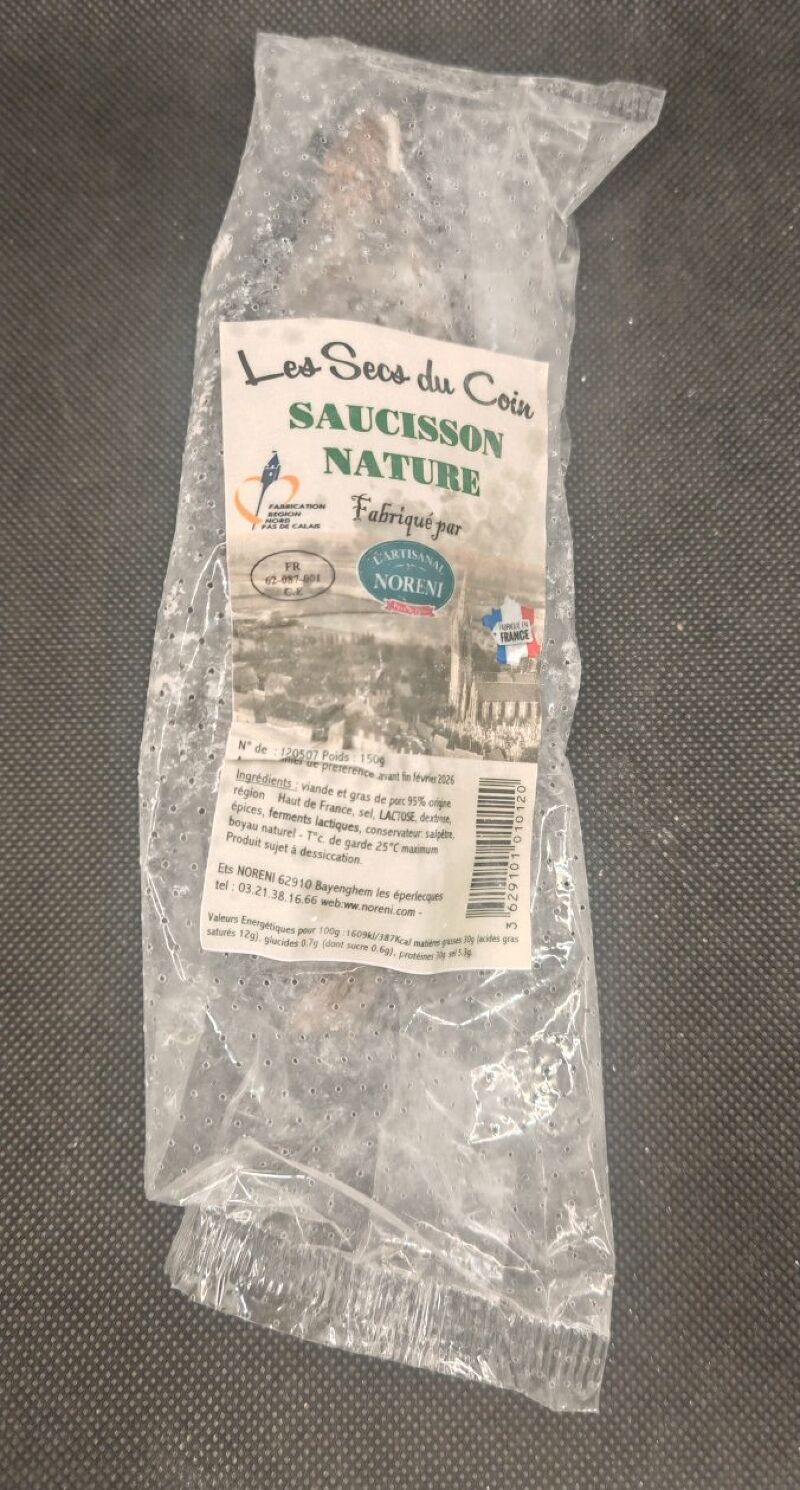 Les Secs du Coin
SAUCISSON
NATURE
FABRICATION
REGION
NORD
PAS DE CALAIS
Fabriqué par
FR
62-087-001
C.E
L'ARTISANAL
NORENI
FABRIQUÉ EN
FRANCE
N° de : 120507 Poids : 150g
de préférence avant fin février 2026
Ingrédients : viande et gras de porc 95% origine
région Haut de France, sel, LACTOSE, dextrose,
épices, ferments lactiques, conservateur: salpêtre,
boyau naturel - T°c. de garde 25°C maximum
Produit sujet à dessiccation.
Ets NORENI 62910 Bayenghem les éperlecques
tel : 03.21.38.16.66 web:ww.noreni.com -
Valeurs Energétiques pour 100g :1609kJ/387Kcal matières grasses 30g (acides gras
saturés 12g), glucides 0.7g (dont sucre 0.6g), protéines 30g sel 5.3g.
3 629101 010120